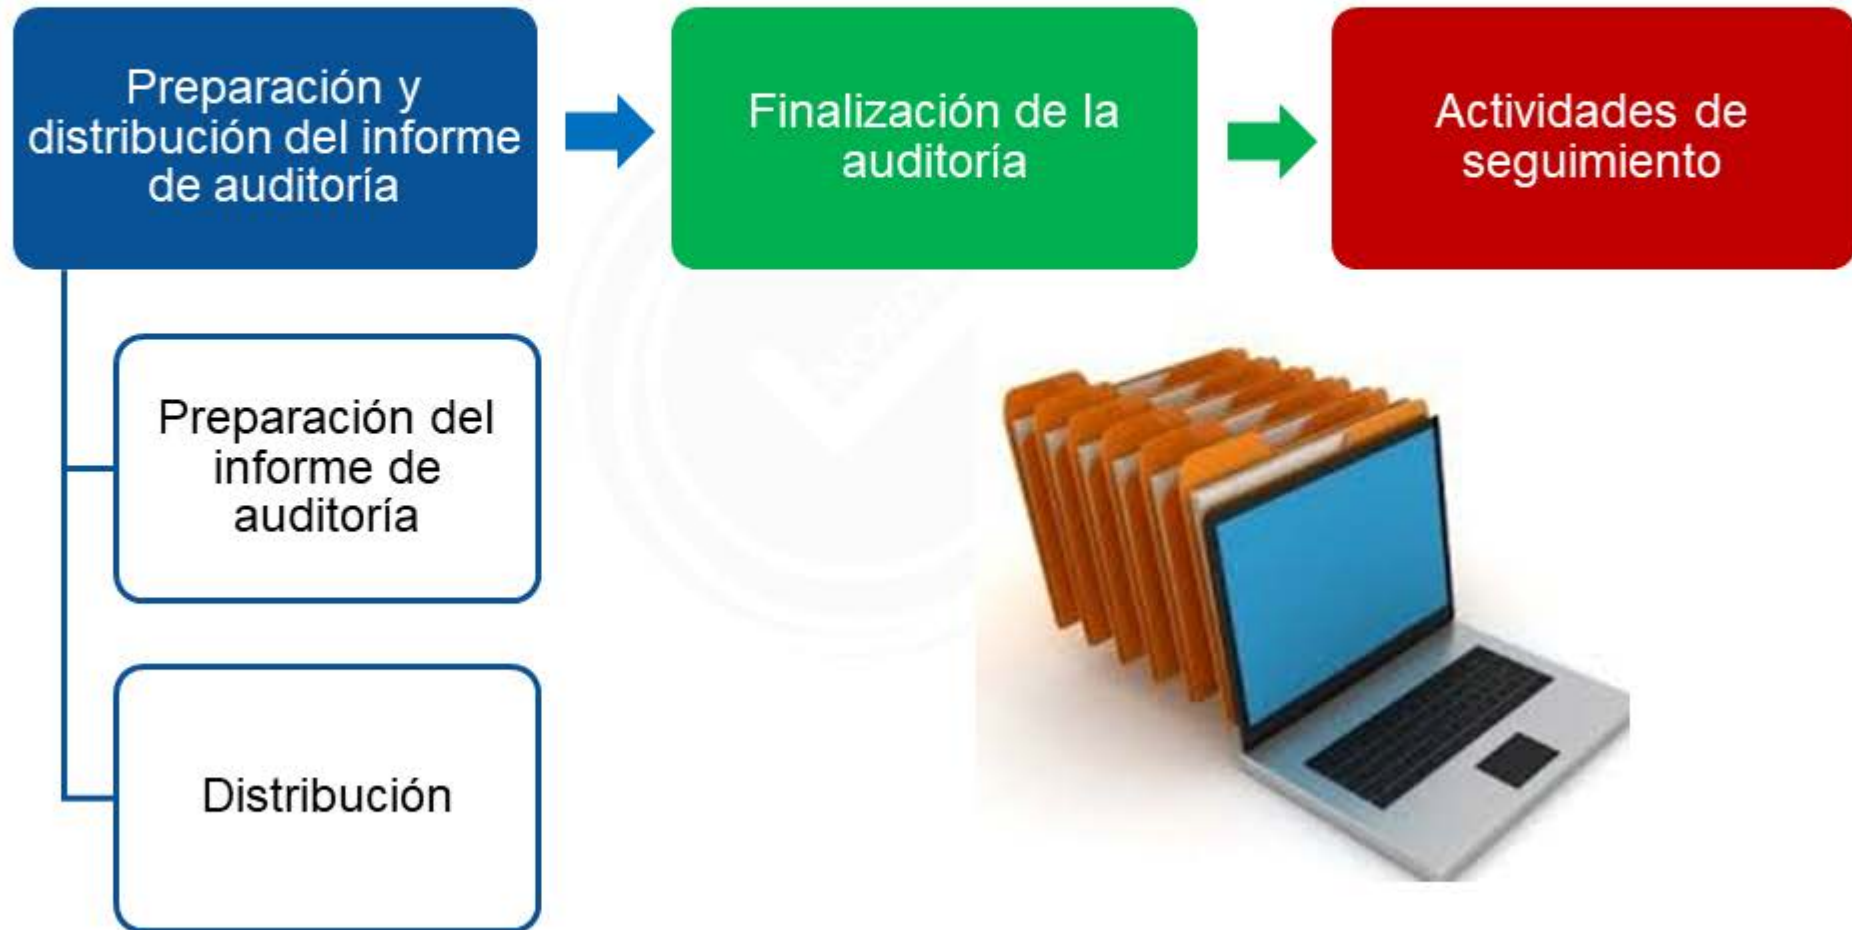 Preparación y
distribución del informe
de auditoría
Finalización de la
auditoría
Actividades de
seguimiento
Preparación del
informe de
auditoría
Distribución